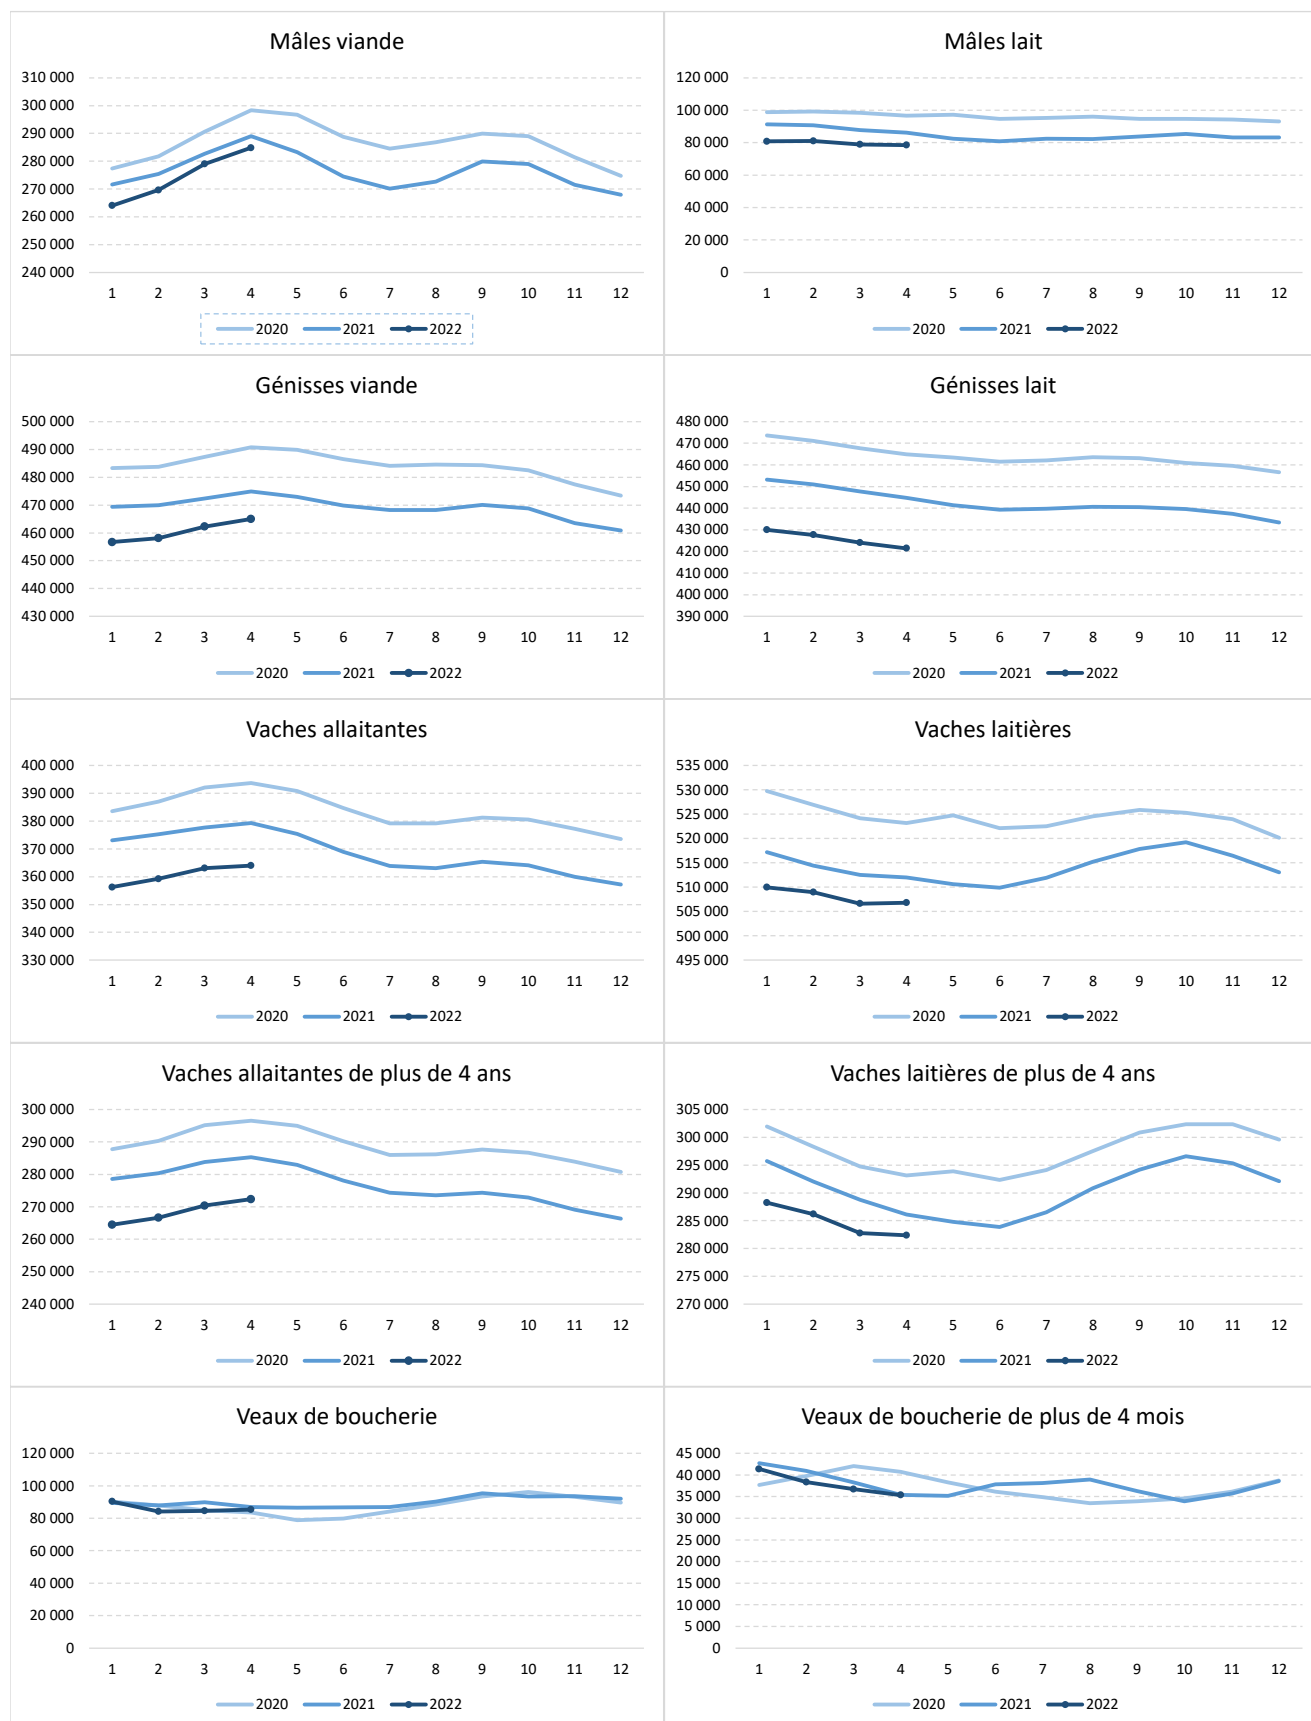 Mâles viande
310 000
300 000
290 000
280 000
270 000
260 000
250 000
240 000
1 2 3 4 5 6 7 8 9 10 11 12
2020 2021 2022
Mâles lait
120 000
100 000
80 000
60 000
40 000
20 000
0
1 2 3 4 5 6 7 8 9 10 11 12
2020 2021 2022
Génisses viande
500 000
490 000
480 000
470 000
460 000
450 000
440 000
430 000
1 2 3 4 5 6 7 8 9 10 11 12
2020 2021 2022
Génisses lait
480 000
470 000
460 000
450 000
440 000
430 000
420 000
410 000
400 000
390 000
1 2 3 4 5 6 7 8 9 10 11 12
2020 2021 2022
Vaches allaitantes
400 000
390 000
380 000
370 000
360 000
350 000
340 000
330 000
1 2 3 4 5 6 7 8 9 10 11 12
2020 2021 2022
Vaches laitières
535 000
530 000
525 000
520 000
515 000
510 000
505 000
500 000
495 000
1 2 3 4 5 6 7 8 9 10 11 12
2020 2021 2022
Vaches allaitantes de plus de 4 ans
300 000
290 000
280 000
270 000
260 000
250 000
240 000
1 2 3 4 5 6 7 8 9 10 11 12
2020 2021 2022
Vaches laitières de plus de 4 ans
305 000
300 000
295 000
290 000
285 000
280 000
275 000
270 000
1 2 3 4 5 6 7 8 9 10 11 12
2020 2021 2022
Veaux de boucherie
120 000
100 000
80 000
60 000
40 000
20 000
0
1 2 3 4 5 6 7 8 9 10 11 12
2020 2021 2022
Veaux de boucherie de plus de 4 mois
45 000
40 000
35 000
30 000
25 000
20 000
15 000
10 000
5 000
0
1 2 3 4 5 6 7 8 9 10 11 12
2020 2021 2022